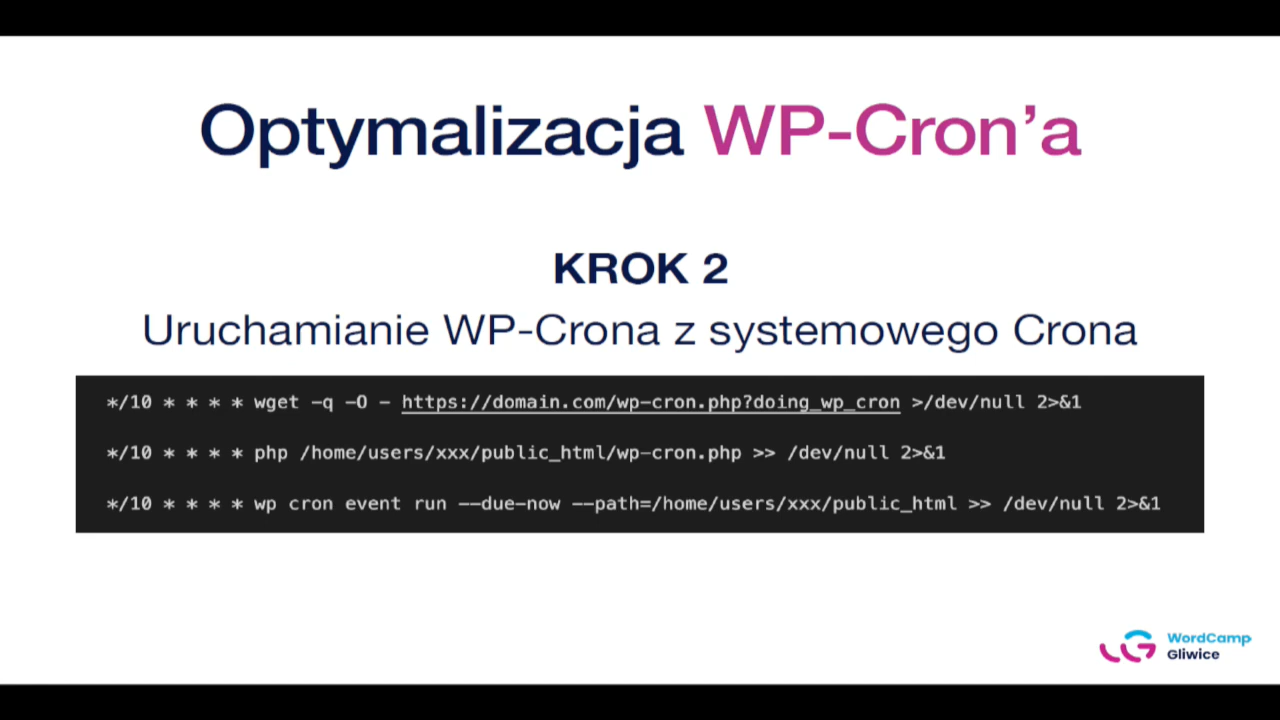 Optymalizacja WP-Cron’a
KROK 2
Uruchamianie WP-Crona z systemowego Crona
*/10 * * * * wget -q -O - https://domain.com/wp-cron.php?doing_wp_cron >/dev/null 2>&1
*/10 * * * * php /home/users/xxx/public_html/wp-cron.php >> /dev/null 2>&1
*/10 * * * * wp cron event run --due-now --path=/home/users/xxx/public_html >> /dev/null 2>&1
WordCamp
Gliwice